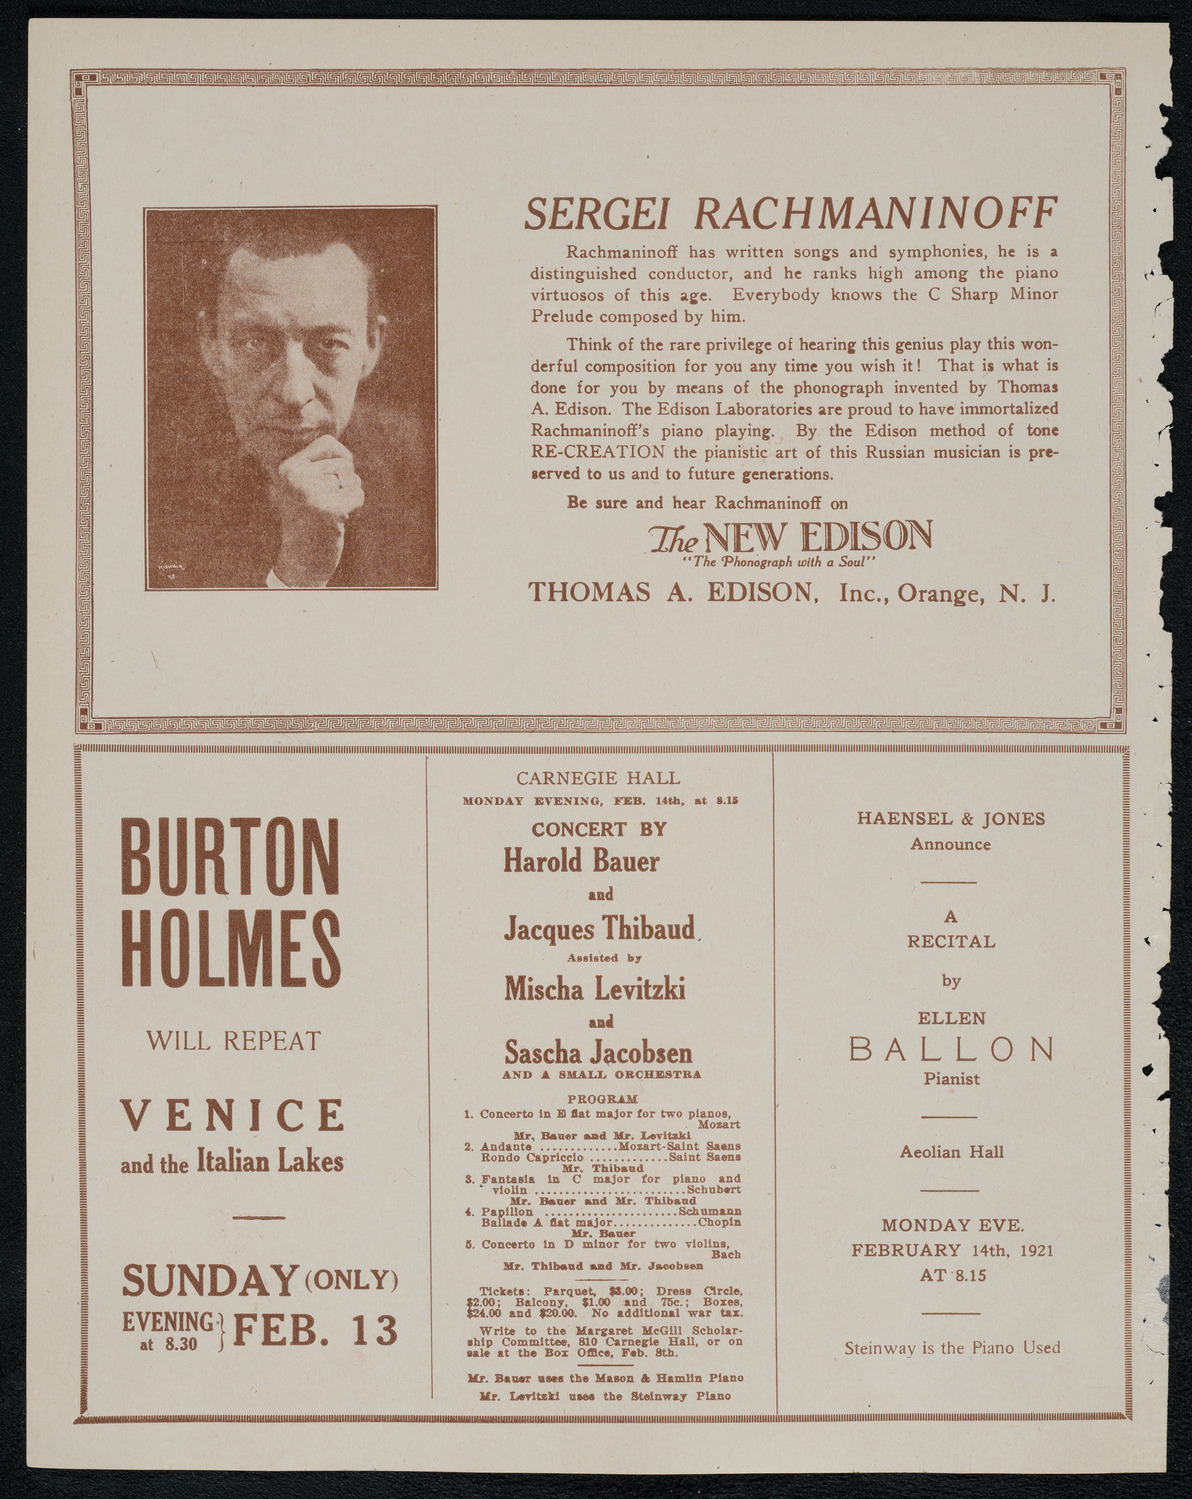 SERGEI RACHMANINOFF
Rachmaninoff has written songs and symphonies, he is a
distinguished conductor, and he ranks high among the piano
virtuosos of this age. Everybody knows the C Sharp Minor
Prelude composed by him.
Think of the rare privilege of hearing this genius play this won-
derful composition for you any time you wish it! That is what is
done for you by means of the phonograph invented by Thomas
A. Edison. The Edison Laboratories are proud to have immortalized
Rachmaninoff's piano playing. By the Edison method of tone
RE-CREATION the pianistic art of this Russian musician is pre-
served to us and to future generations.
Be sure and hear Rachmaninoff on
The NEW EDISON
"The Phonograph with a Soul"
THOMAS A. EDISON, Inc., Orange, N. J.
BURTON
HOLMES
WILL REPEAT
VENICE
and the Italian Lakes
SUNDAY (ONLY)
EVENING
at 8.30 } FEB. 13
CARNEGIE HALL
MONDAY EVENING, FEB. 14th, at 8.15
CONCERT BY
Harold Bauer
and
Jacques Thibaud
Assisted by
Mischa Levitzki
and
Sascha Jacobsen
AND A SMALL ORCHESTRA
PROGRAM
1. Concerto in E flat major for two pianos,
Mozart
Mr. Bauer and Mr. Levitzki
2. Andante .............Mozart-Saint Saens
Rondo Capriccio .............Saint Saens
Mr. Thibaud
3. Fantasia in C major for piano and
violin .........................Schubert
Mr. Bauer and Mr. Thibaud
4. Papillon ......................Schumann
Ballade A flat major..............Chopin
Mr. Bauer
5. Concerto in D minor for two violins,
Bach
Mr. Thibaud and Mr. Jacobsen
Tickets: Parquet, $3.00; Dress Circle,
$2.00; Balcony, $1.00 and 75c.; Boxes,
$24.00 and $20.00. No additional war tax.
Write to the Margaret McGill Scholar-
ship Committee, 810 Carnegie Hall, or on
sale at the Box Office, Feb. 8th.
Mr. Bauer uses the Mason & Hamlin Piano
Mr. Levitzki uses the Steinway Piano
HAENSEL & JONES
Announce
A
RECITAL
by
ELLEN
BALLON
Pianist
Aeolian Hall
MONDAY EVE.
FEBRUARY 14th, 1921
AT 8.15
Steinway is the Piano Used